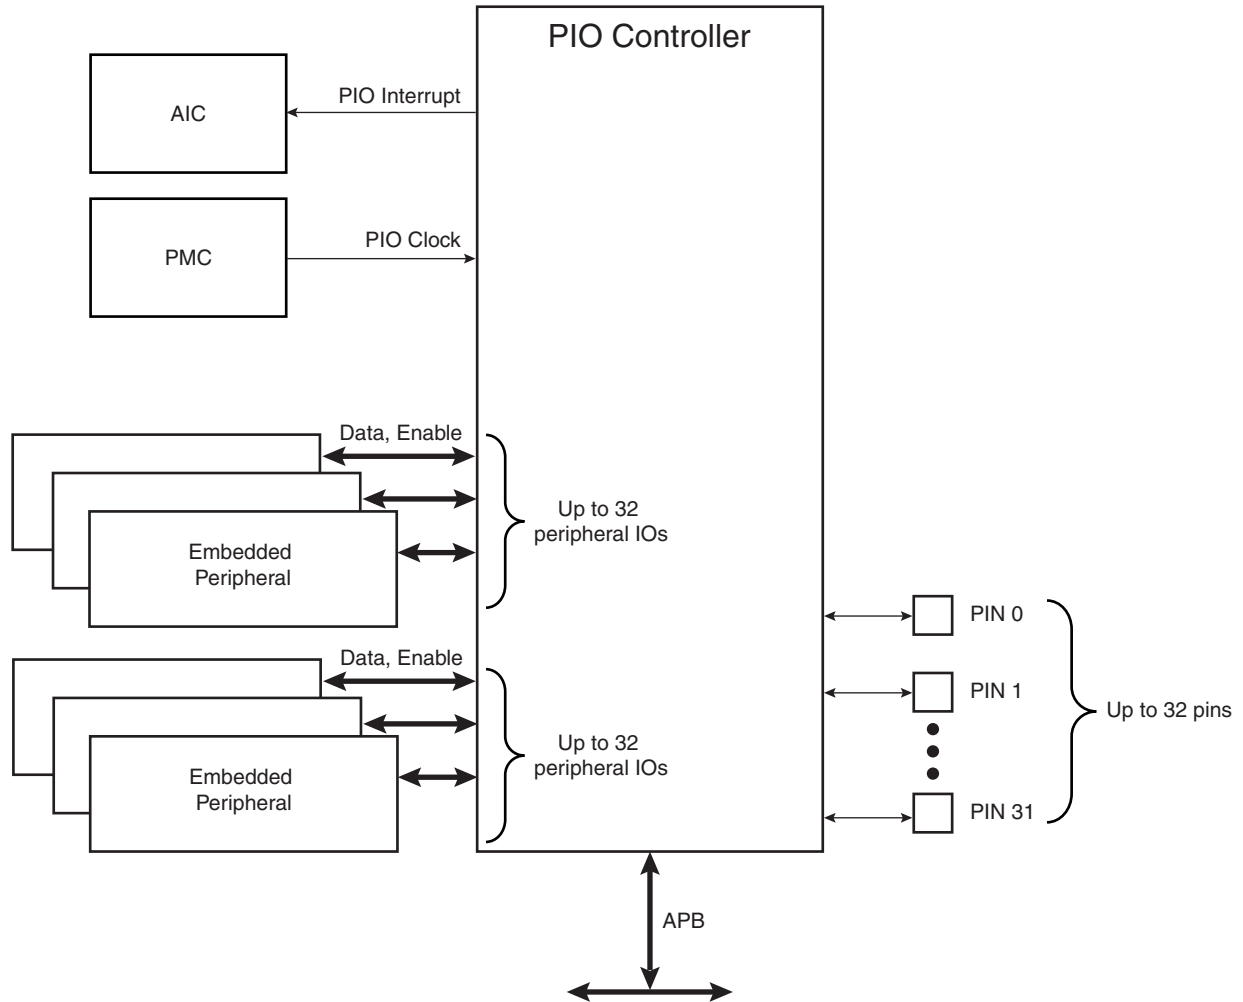 PIO Controller
PIO Interrupt
AIC
PIO Clock
PMC
Data, Enable
Up to 32
peripheral IOs
Embedded
Peripheral
PIN 0
Data, Enable
PIN 1
Up to 32 pins
Up to 32
peripheral IOs
Embedded
Peripheral
PIN 31
APB